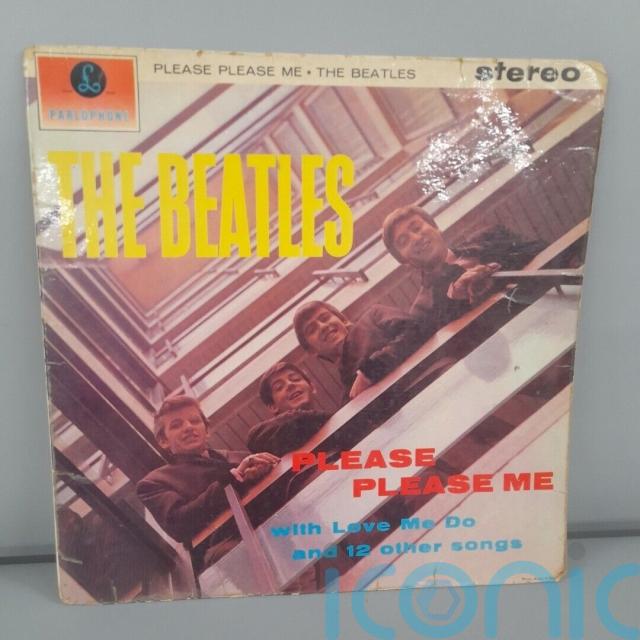 PLEASE PLEASE ME • THE BEATLES
stereo
£
PARLOPHONE
THE BEATLES
PLEASE
PLEASE ME
with Love Me Do
and 12 other songs
iconic